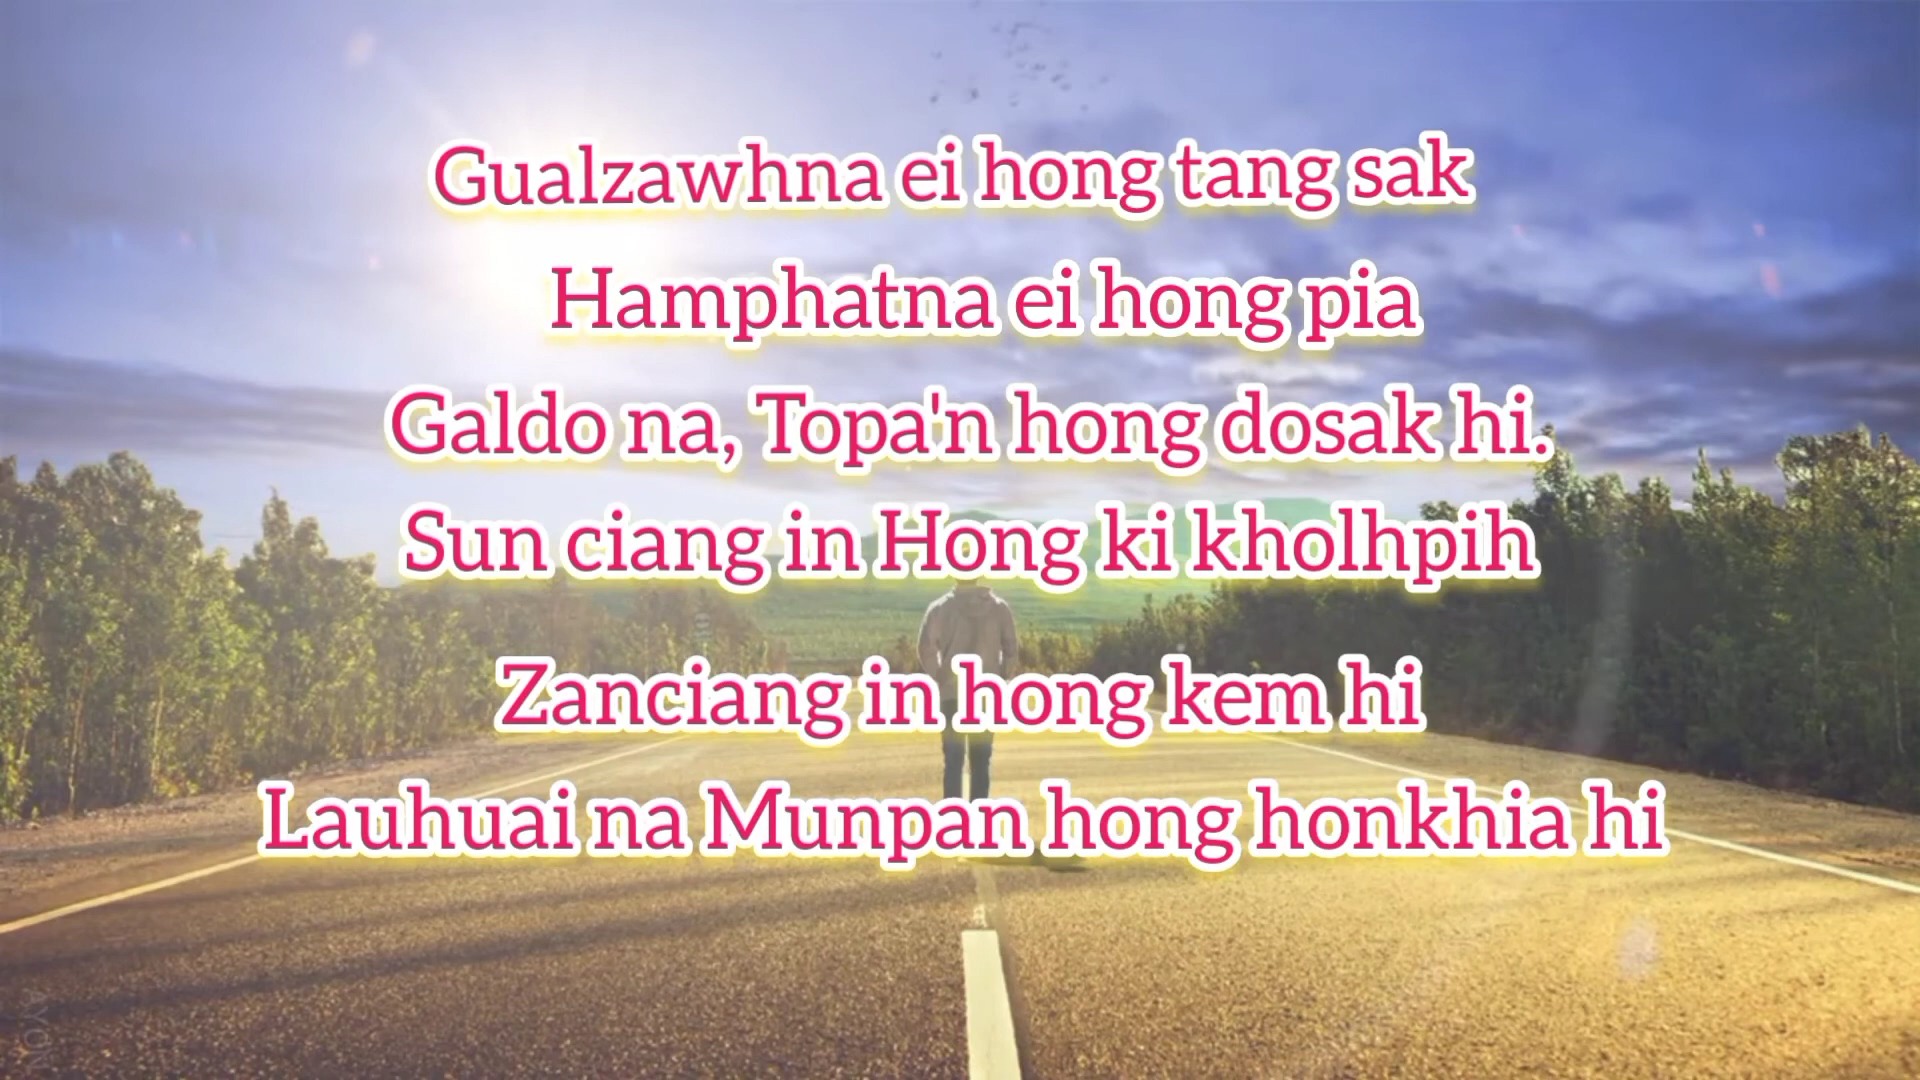 Gualzawhna ei hong tang sak
Hamphatna ei hong pia
Galdo na, Topa'n hong dosak hi.
Sun ciang in Hong ki kholhpih
Zanciang in hong kem hi
Lauhuai na Munpan hong honkhia hi